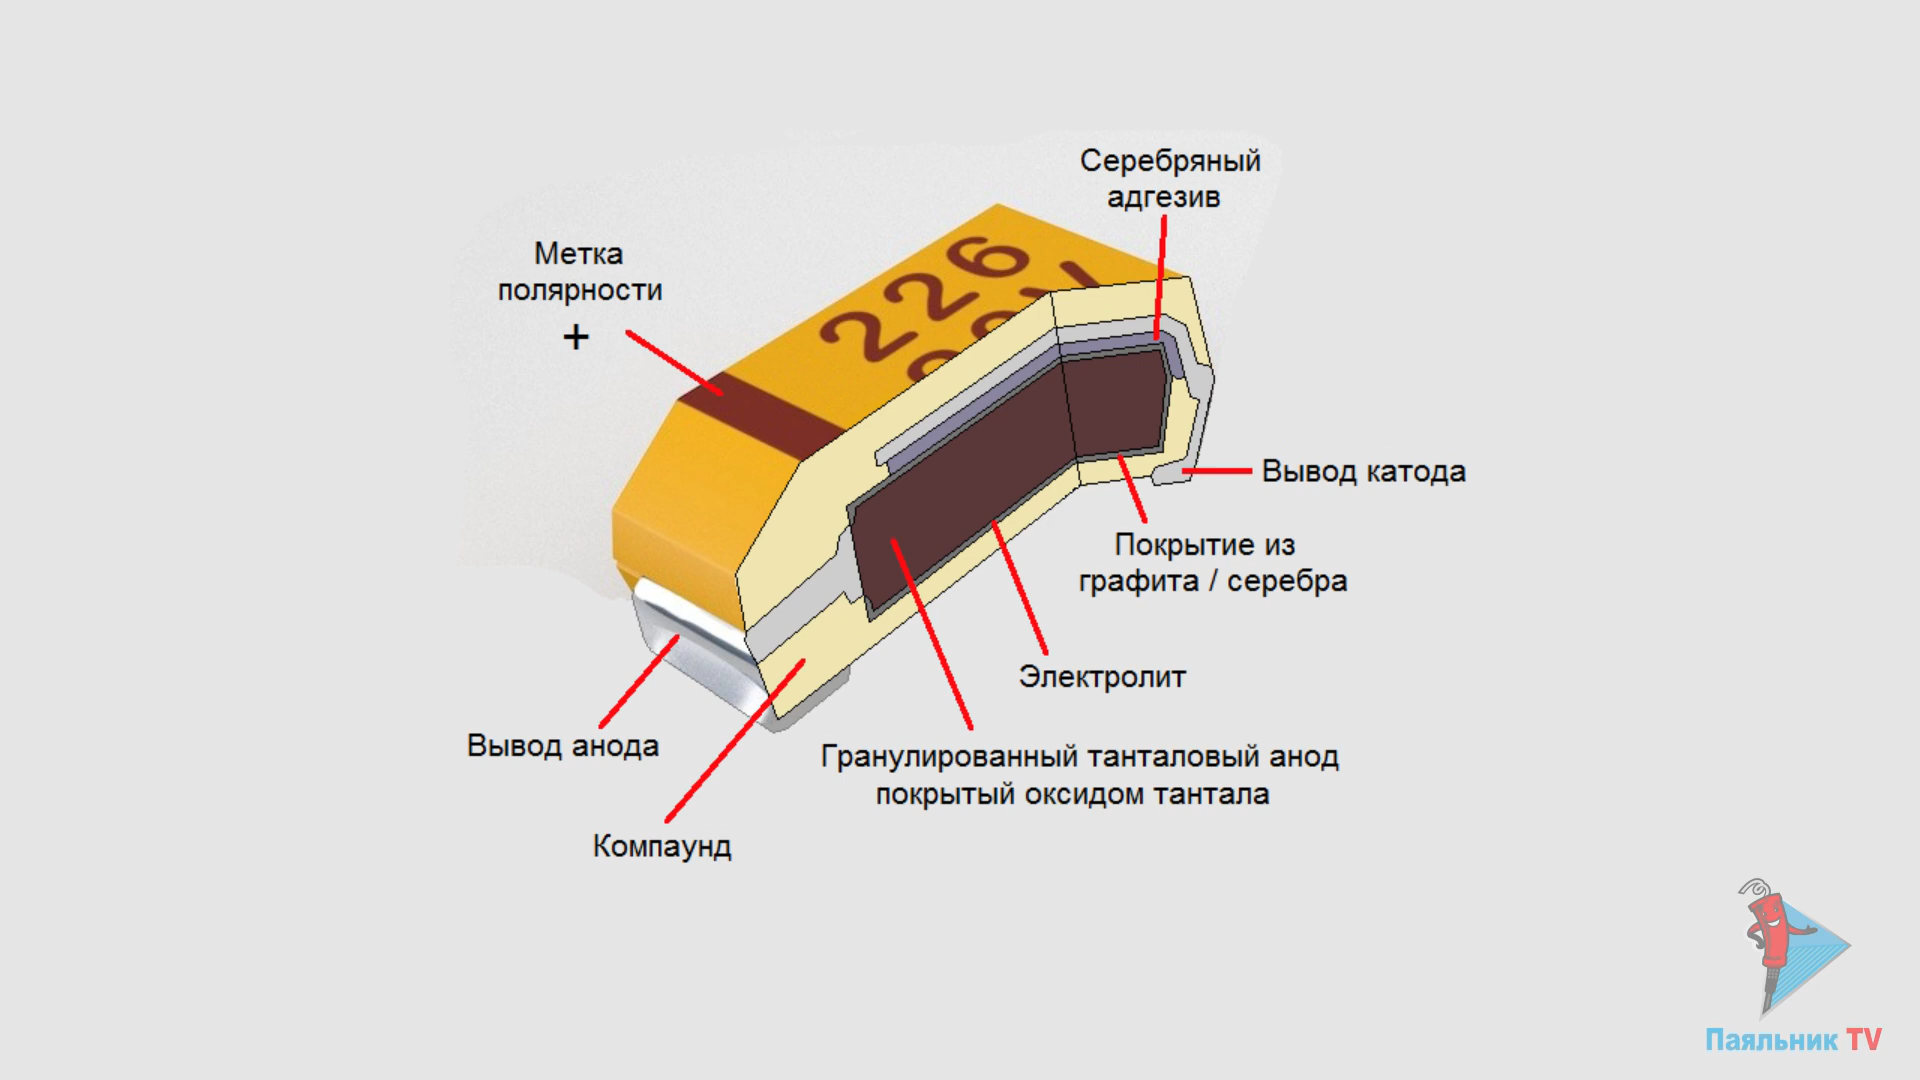 Серебряный
адгезив
Метка
полярности
+
226
Вывод катода
Покрытие из
графита / серебра
Электролит
Вывод анода
Гранулированный танталовый анод
покрытый оксидом тантала
Компаунд
Паяльник TV